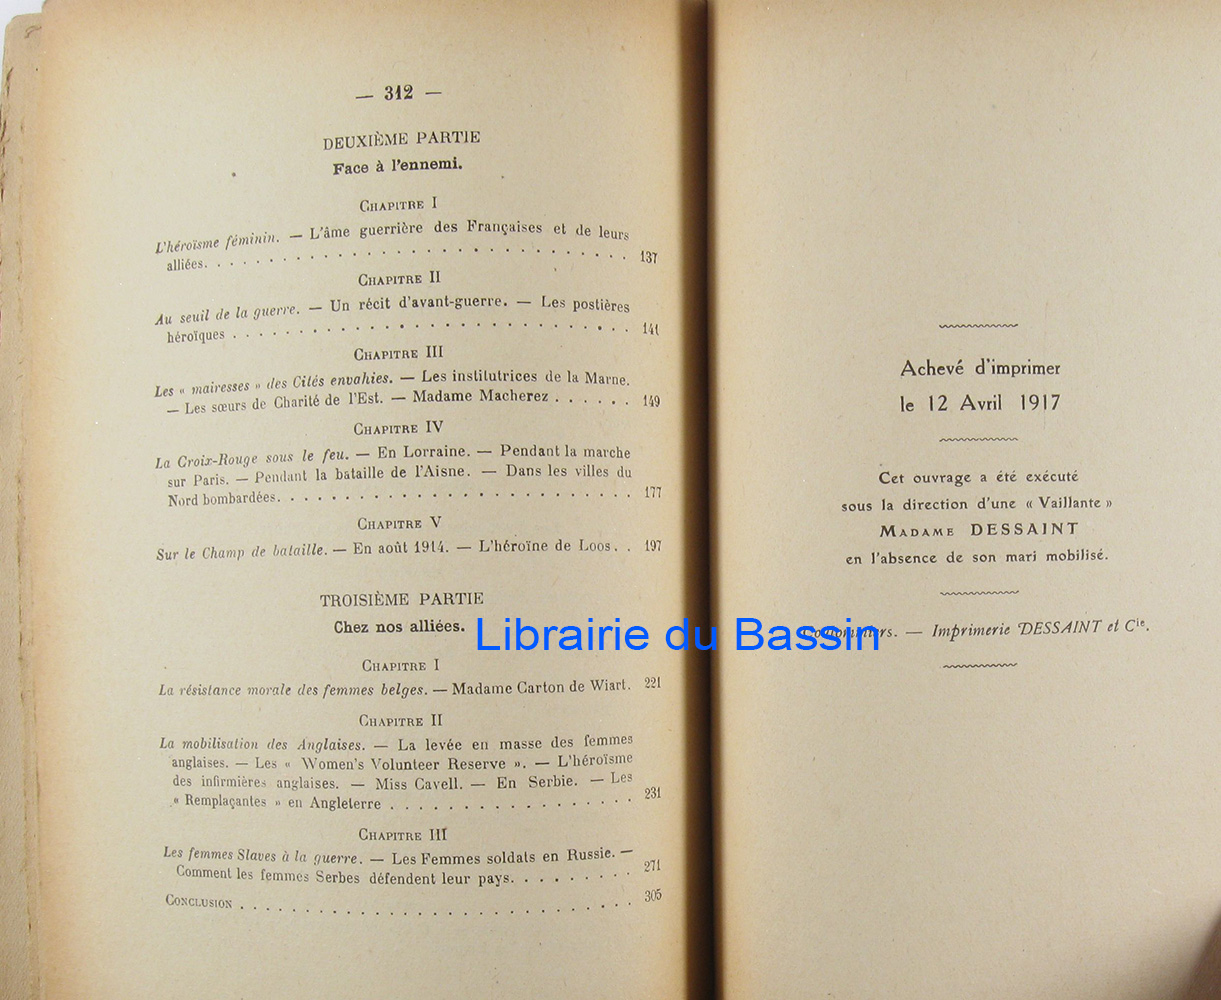 — 312 —
DEUXIÈME PARTIE
Face à l'ennemi.
CHAPITRE I
L'héroïsme féminin. — L'âme guerrière des Françaises et de leurs
alliées. . . . . . . . . . . . . . . . . . . . . . . . . 137
CHAPITRE II
Au seuil de la guerre. — Un récit d'avant-guerre. — Les postières
héroïques . . . . . . . . . . . . . . . . . . . . . . . 141
CHAPITRE III
Les « mairesses » des Cités envahies. — Les institutrices de la Marne.
— Les sœurs de Charité de l'Est. — Madame Macherez . . . . . . 149
CHAPITRE IV
La Croix-Rouge sous le feu. — En Lorraine. — Pendant la marche
sur Paris. — Pendant la bataille de l'Aisne. — Dans les villes du
Nord bombardées. . . . . . . . . . . . . . . . . . . . . 177
CHAPITRE V
Sur le Champ de bataille. — En août 1914. — L'héroïne de Loos. . 197
TROISIÈME PARTIE
Chez nos alliées.
CHAPITRE I
La résistance morale des femmes belges. — Madame Carton de Wiart. 221
CHAPITRE II
La mobilisation des Anglaises. — La levée en masse des femmes
anglaises. — Les « Women's Volunteer Reserve ». — L'héroïsme
des infirmières anglaises. — Miss Cavell. — En Serbie. — Les
« Remplaçantes » en Angleterre . . . . . . . . . . . . . . . 231
CHAPITRE III
Les femmes Slaves à la guerre. — Les Femmes soldats en Russie. —
Comment les femmes Serbes défendent leur pays. . . . . . . . . 271
CONCLUSION . . . . . . . . . . . . . . . . . . . . . . . 305
Achevé d'imprimer
le 12 Avril 1917
Cet ouvrage a été exécuté
sous la direction d'une « Vaillante »
MADAME DESSAINT
en l'absence de son mari mobilisé.
Coulommiers. — Imprimerie DESSAINT et Cie.
Librairie du Bassin